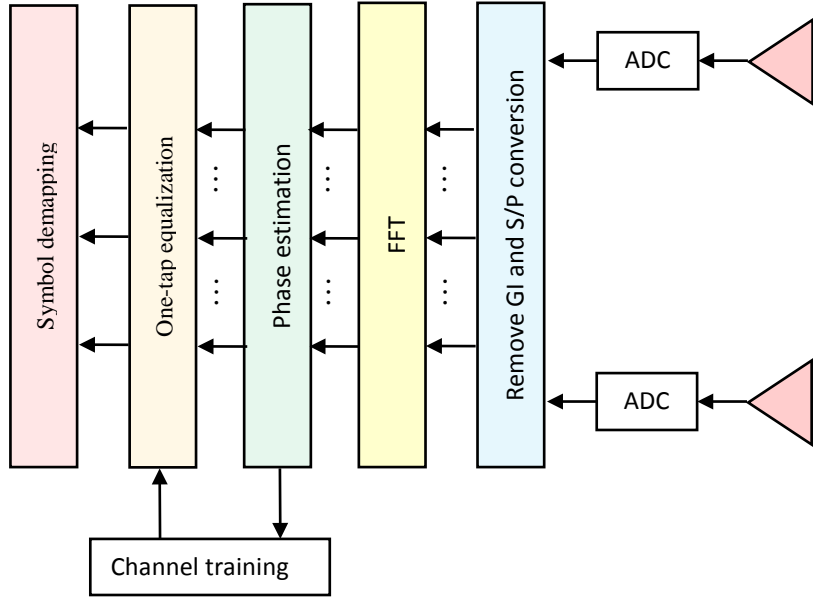 Symbol demapping
One-tap equalization
Phase estimation
FFT
Remove GI and S/P conversion
ADC
ADC
Channel training